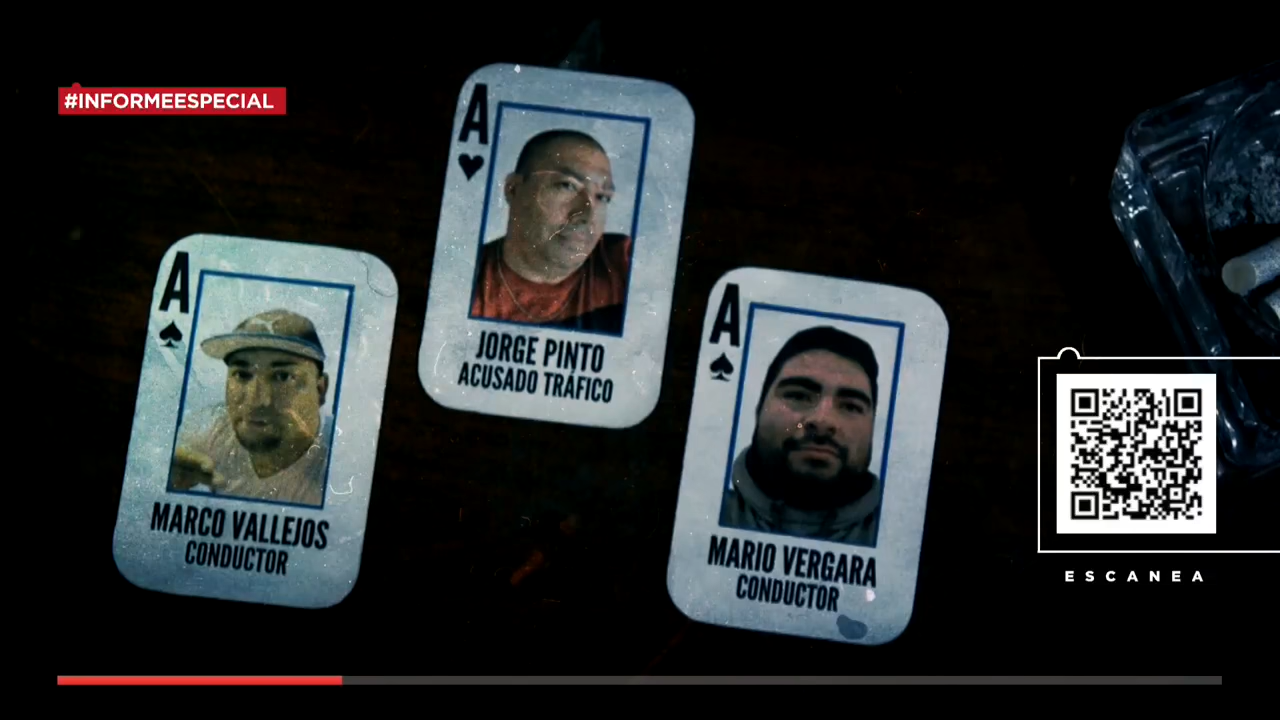 #INFORMEESPECIAL
A
JORGE PINTO
ACUSADO TRÁFICO
A
MARCO VALLEJOS
CONDUCTOR
A
MARIO VERGARA
CONDUCTOR
ESCANEA